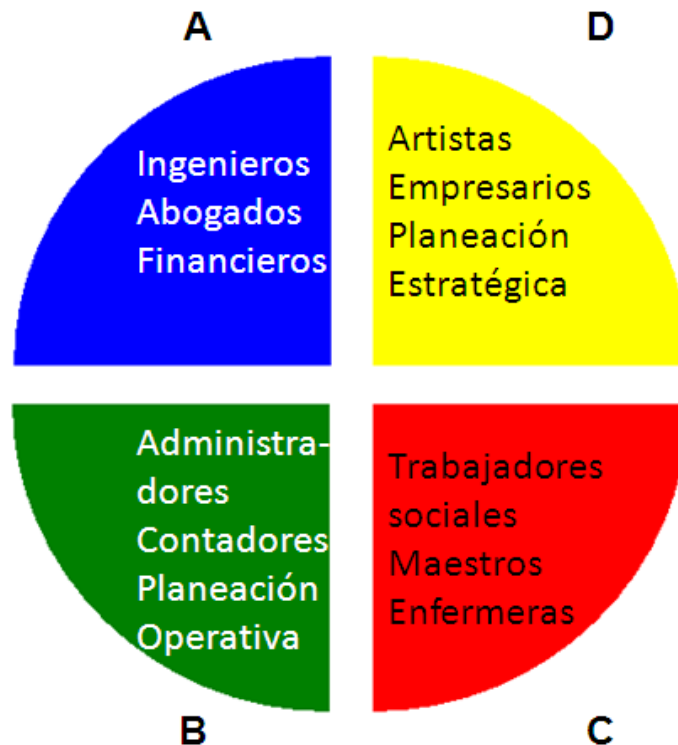 A
D
Ingenieros
Abogados
Financieros
Artistas
Empresarios
Planeación
Estratégica
Administra-
dores
Contadores
Planeación
Operativa
Trabajadores
sociales
Maestros
Enfermeras
B
C